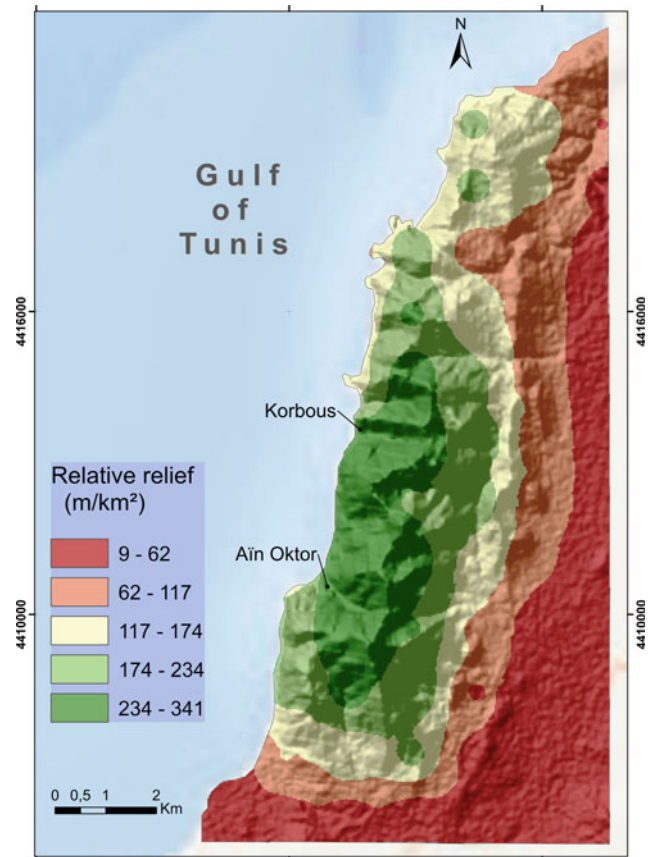 N
Gulf
of
Tunis
4416000
4416000
Korbous
Relative relief
(m/km²)
9 - 62
62 - 117
117 - 174
174 - 234
234 - 341
Aïn Oktor
4410000
4410000
0 0,5 1 2
Km